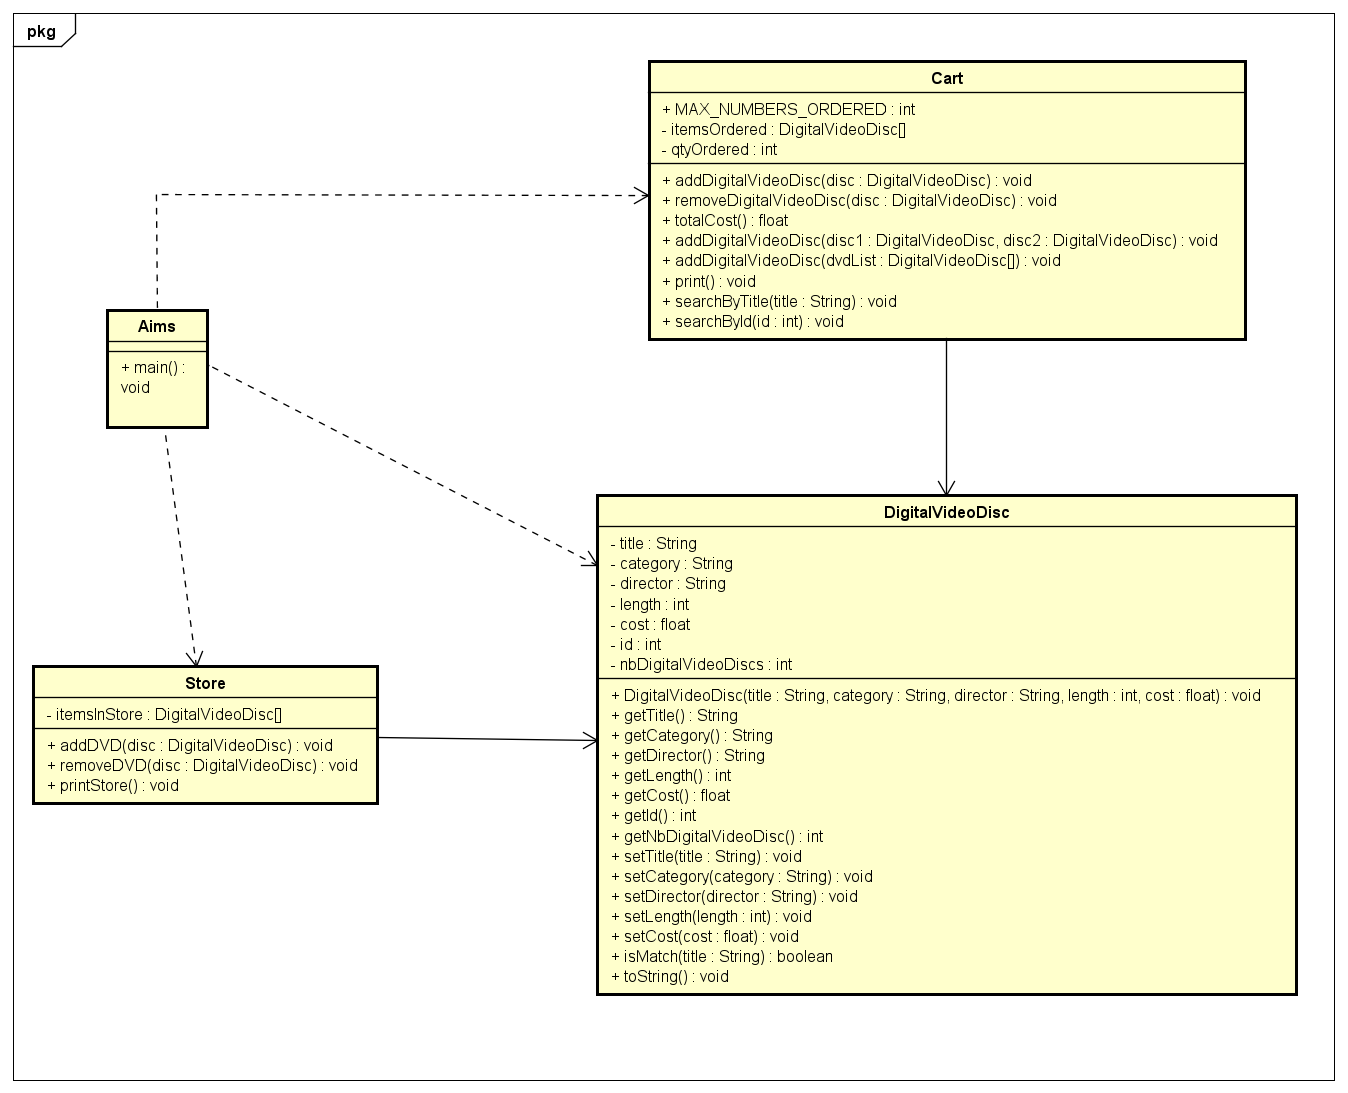 pkg
Cart
+ MAX_NUMBERS_ORDERED : int
- itemsOrdered : DigitalVideoDisc[]
- qtyOrdered : int
+ addDigitalVideoDisc(disc : DigitalVideoDisc) : void
+ removeDigitalVideoDisc(disc : DigitalVideoDisc) : void
+ totalCost() : float
+ addDigitalVideoDisc(disc1 : DigitalVideoDisc, disc2 : DigitalVideoDisc) : void
+ addDigitalVideoDisc(dvdList : DigitalVideoDisc[]) : void
+ print() : void
+ searchByTitle(title : String) : void
+ searchById(id : int) : void
Aims
+ main() :
void
DigitalVideoDisc
- title : String
- category : String
- director : String
- length : int
- cost : float
- id : int
- nbDigitalVideoDiscs : int
+ DigitalVideoDisc(title : String, category : String, director : String, length : int, cost : float) : void
+ getTitle() : String
+ getCategory() : String
+ getDirector() : String
+ getLength() : int
+ getCost() : float
+ getId() : int
+ getNbDigitalVideoDisc() : int
+ setTitle(title : String) : void
+ setCategory(category : String) : void
+ setDirector(director : String) : void
+ setLength(length : int) : void
+ setCost(cost : float) : void
+ isMatch(title : String) : boolean
+ toString() : void
Store
- itemsInStore : DigitalVideoDisc[]
+ addDVD(disc : DigitalVideoDisc) : void
+ removeDVD(disc : DigitalVideoDisc) : void
+ printStore() : void